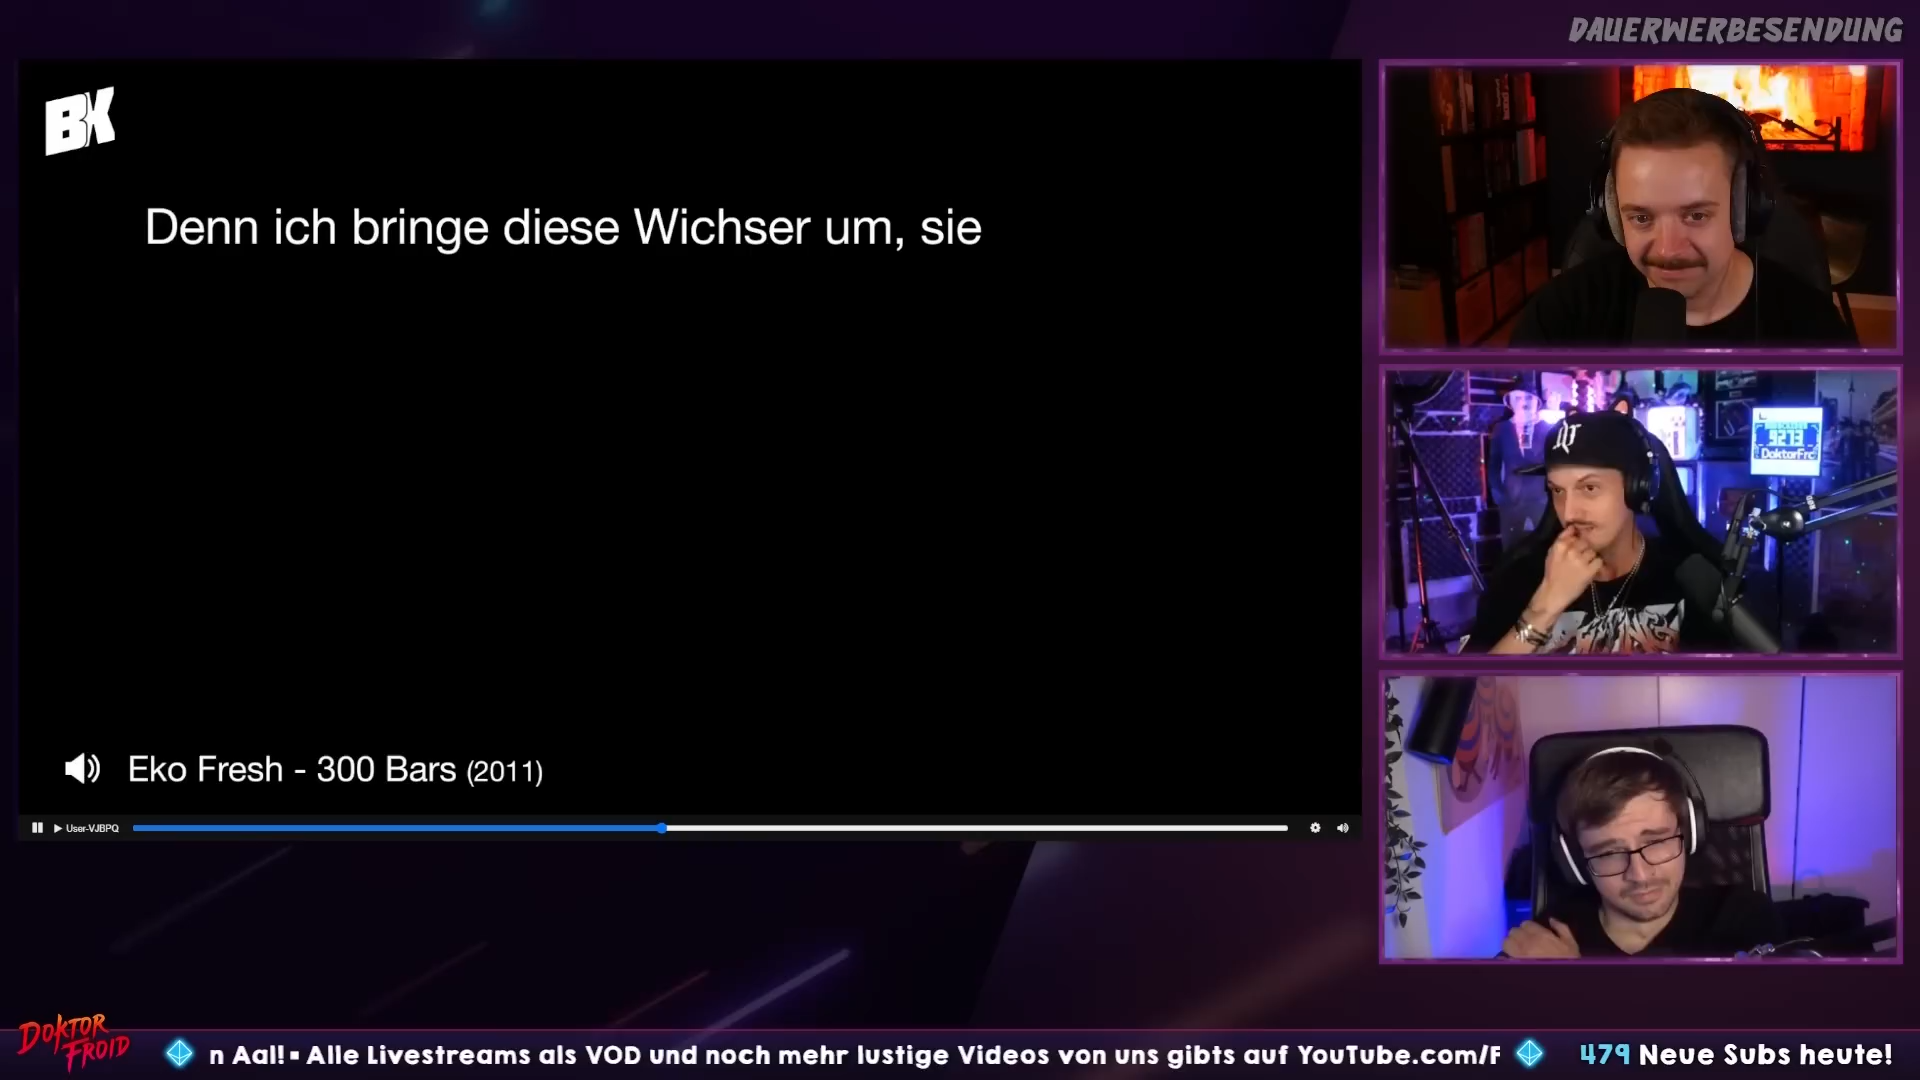 DAUERWERBESENDUNG
BK
Denn ich bringe diese Wichser um, sie
9273
DoktorFrc
Eko Fresh - 300 Bars (2011)
User-VJBPQ
DOKTOR
FROID
n Aal! ▪ Alle Livestreams als VOD und noch mehr lustige Videos von uns gibts auf YouTube.com/F
479 Neue Subs heute!